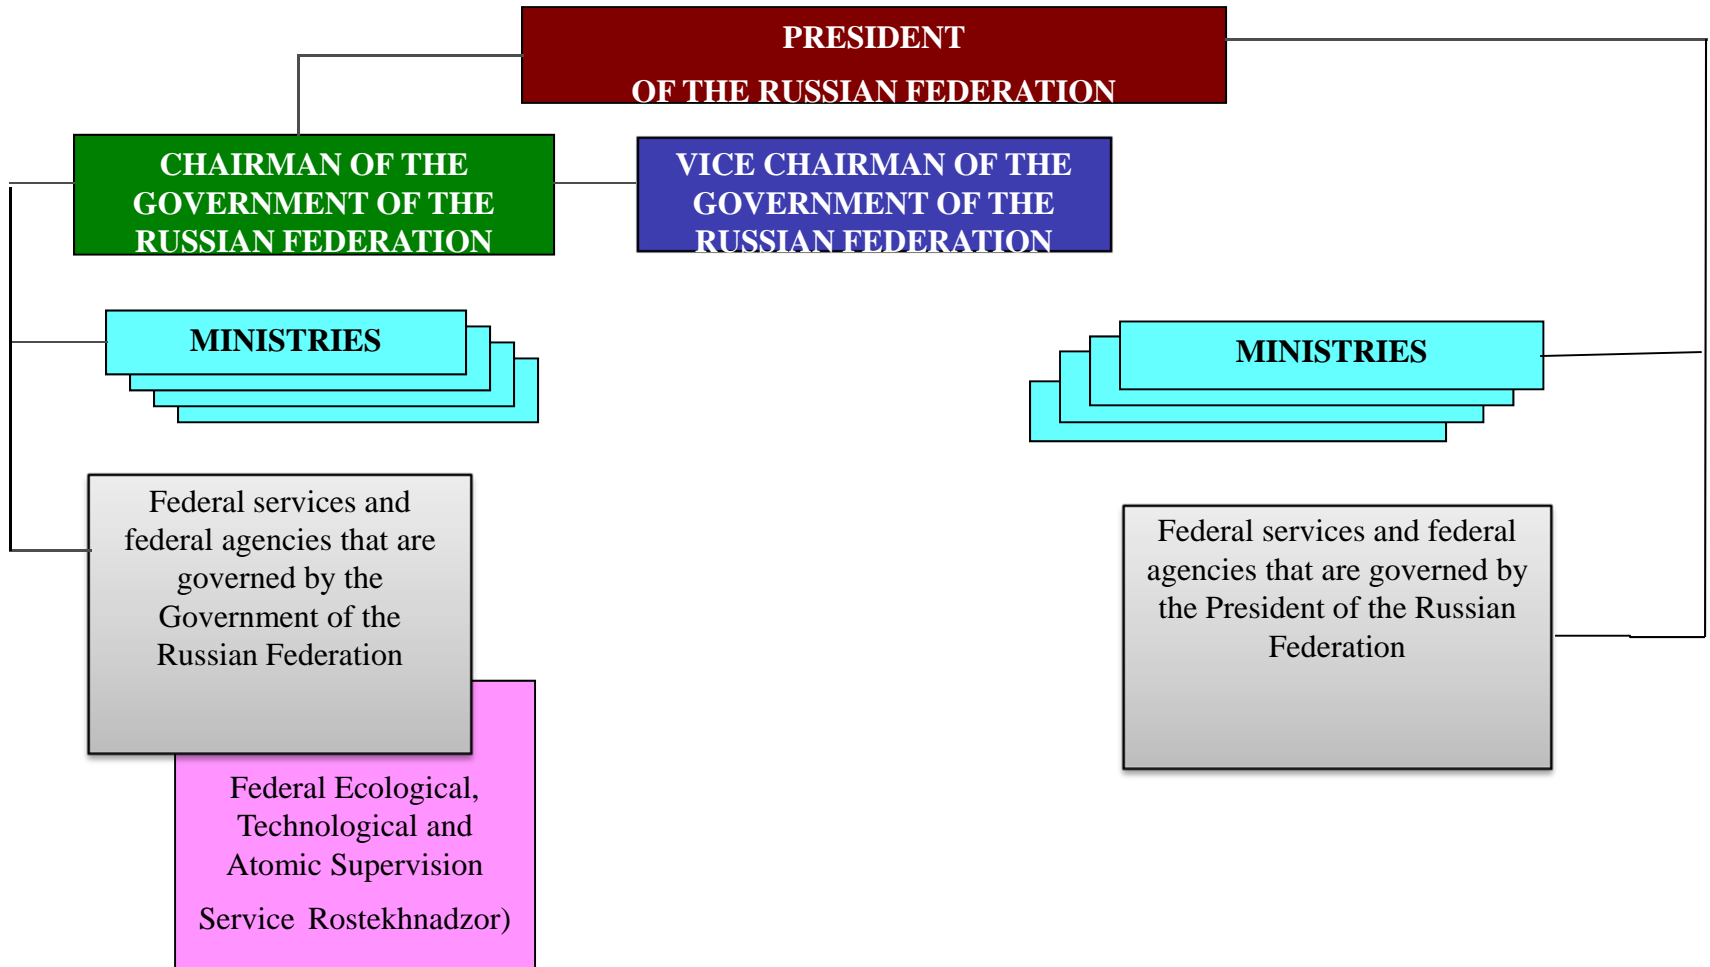 PRESIDENT
OF THE RUSSIAN FEDERATION
CHAIRMAN OF THE
GOVERNMENT OF THE
RUSSIAN FEDERATION
VICE CHAIRMAN OF THE
GOVERNMENT OF THE
RUSSIAN FEDERATION
MINISTRIES
MINISTRIES
Federal services and
federal agencies that are
governed by the
Government of the
Russian Federation
Federal services and federal
agencies that are governed by
the President of the Russian
Federation
Federal Ecological,
Technological and
Atomic Supervision
Service Rostekhnadzor)